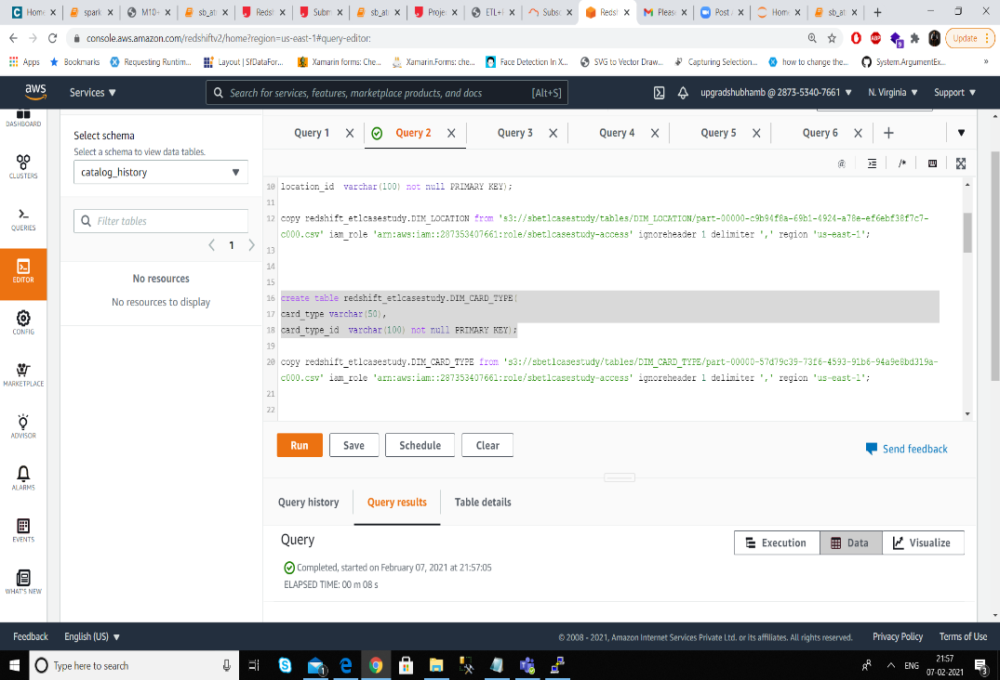 Home
spark
M10-
sb_at
Redsh
Subm
sb_at
Proje
ETL+
Subsc
Redsh
Pleas
Post
Home
sb_at
console.aws.amazon.com/redshiftv2/home?region=us-east-1#query-editor:
Update
Apps
Bookmarks
Requesting Runtim...
Layout | SfDataFor...
Xamarin forms: Che...
Xamarin.Forms: che...
Face Detection In X...
SVG to Vector Draw...
Capturing Selection...
how to change the...
System.ArgumentEx...
aws
Services
Search for services, features, marketplace products, and docs [Alt+S]
upgradshubhamb @ 2873-5340-7661
N. Virginia
Support
DASHBOARD
CLUSTERS
QUERIES
EDITOR
CONFIG
MARKETPLACE
ADVISOR
ALARMS
EVENTS
WHAT'S NEW
Select schema
Select a schema to view data tables.
catalog_history
Filter tables
1
No resources
No resources to display
Query 1
Query 2
Query 3
Query 4
Query 5
Query 6
10 location_id varchar(100) not null PRIMARY KEY);
11
12 copy redshift_etlcasestudy.DIM_LOCATION from 's3://sbetlcasestudy/tables/DIM_LOCATION/part-00000-c9b94f8a-69b1-4924-a78e-ef6ebf38f7c7-
c000.csv' iam_role 'arn:aws:iam::287353407661:role/sbetlcasestudy-access' ignoreheader 1 delimiter ',' region 'us-east-1';
13
14
15
16 create table redshift_etlcasestudy.DIM_CARD_TYPE(
17 card_type varchar(50),
18 card_type_id varchar(100) not null PRIMARY KEY);
19
20 copy redshift_etlcasestudy.DIM_CARD_TYPE from 's3://sbetlcasestudy/tables/DIM_CARD_TYPE/part-00000-57d79c39-73f6-4593-91b6-94a9e8bd319a-
c000.csv' iam_role 'arn:aws:iam::287353407661:role/sbetlcasestudy-access' ignoreheader 1 delimiter ',' region 'us-east-1';
21
22
Run
Save
Schedule
Clear
Send feedback
Query history
Query results
Table details
Query
Execution
Data
Visualize
Completed, started on February 07, 2021 at 21:57:05
ELAPSED TIME: 00 m 08 s
Feedback
English (US)
© 2008 - 2021, Amazon Internet Services Private Ltd. or its affiliates. All rights reserved.
Privacy Policy
Terms of Use
Type here to search
ENG
21:57
07-02-2021
3